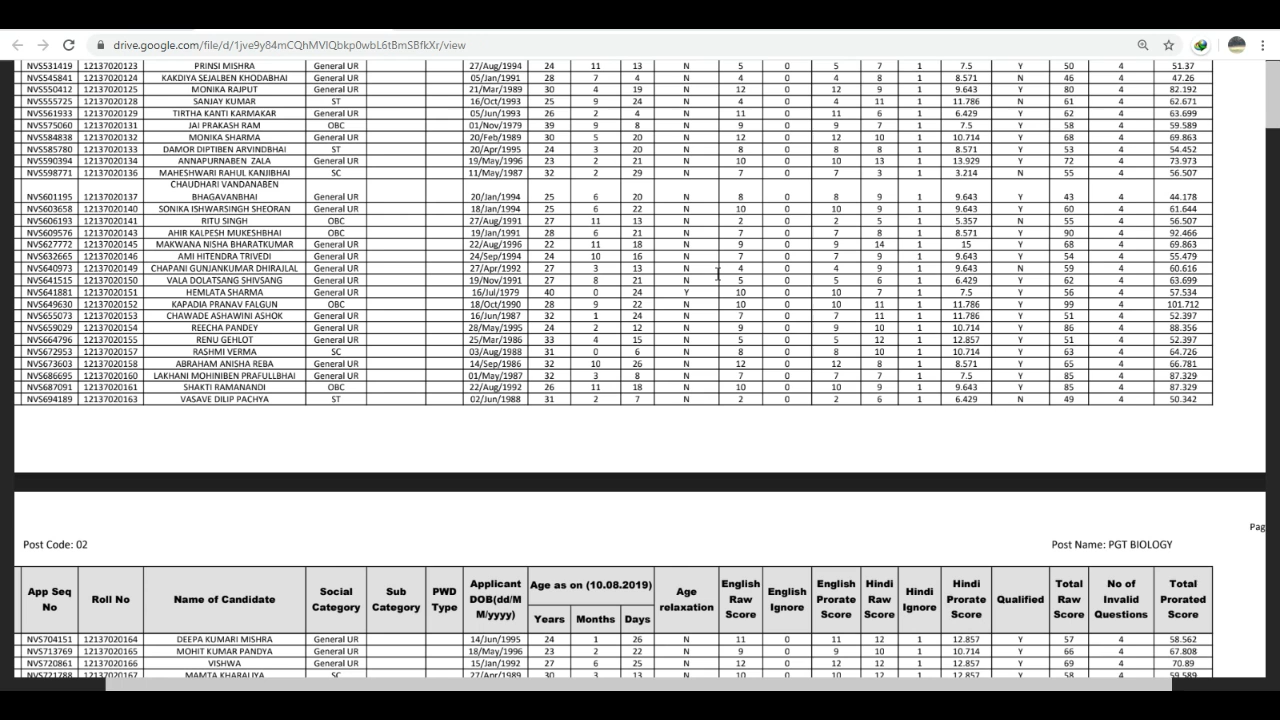 drive.google.com/file/d/1jve9y84mCQhMVlQbkp0wbL6tBmSBfkXr/view
NVS531419 12137020123 PRINSI MISHRA General UR 27/Aug/1994 24 11 13 N 5 0 5 7 1 7.5 Y 50 4 51.37
NVS545841 12137020124 KAKDIYA SEJALBEN KHODABHAI General UR 05/Jan/1991 28 7 4 N 4 0 4 8 1 8.571 N 46 4 47.26
NVS550412 12137020125 MONIKA RAJPUT General UR 21/Mar/1989 30 4 19 N 12 0 12 9 1 9.643 Y 80 4 82.192
NVS555725 12137020128 SANJAY KUMAR ST 16/Oct/1993 25 9 24 N 4 0 4 11 1 11.786 N 61 4 62.671
NVS561933 12137020129 TIRTHA KANTI KARMAKAR General UR 05/Jun/1993 26 2 4 N 11 0 11 6 1 6.429 Y 62 4 63.699
NVS575060 12137020131 JAI PRAKASH RAM OBC 01/Nov/1979 39 9 8 N 9 0 9 7 1 7.5 Y 58 4 59.589
NVS584838 12137020132 MONIKA SHARMA General UR 20/Feb/1989 30 5 20 N 12 0 12 10 1 10.714 Y 68 4 69.863
NVS585780 12137020133 DAMOR DIPTIBEN ARVINDBHAI ST 20/Apr/1995 24 3 20 N 8 0 8 8 1 8.571 Y 53 4 54.452
NVS590394 12137020134 ANNAPURNABEN ZALA General UR 19/May/1996 23 2 21 N 10 0 10 13 1 13.929 Y 72 4 73.973
NVS598771 12137020136 MAHESHWARI RAHUL KANJIBHAI SC 11/May/1987 32 2 29 N 7 0 7 3 1 3.214 N 55 4 56.507
CHAUDHARI VANDANABEN
NVS601195 12137020137 BHAGAVANBHAI General UR 20/Jan/1994 25 6 20 N 8 0 8 9 1 9.643 Y 43 4 44.178
NVS603658 12137020140 SONIKA ISHWARSINGH SHEORAN General UR 18/Jan/1994 25 6 22 N 10 0 10 9 1 9.643 Y 60 4 61.644
NVS606193 12137020141 RITU SINGH OBC 27/Aug/1991 27 11 13 N 2 0 2 5 1 5.357 N 55 4 56.507
NVS609576 12137020143 AHIR KALPESH MUKESHBHAI OBC 19/Jan/1991 28 6 21 N 7 0 7 8 1 8.571 Y 90 4 92.466
NVS627772 12137020145 MAKWANA NISHA BHARATKUMAR General UR 22/Aug/1996 22 11 18 N 9 0 9 14 1 15 Y 68 4 69.863
NVS632665 12137020146 AMI HITENDRA TRIVEDI General UR 24/Sep/1994 24 10 16 N 7 0 7 9 1 9.643 Y 54 4 55.479
NVS640973 12137020149 CHAPANI GUNJANKUMAR DHIRAJLAL General UR 27/Apr/1992 27 3 13 N 4 0 4 9 1 9.643 N 59 4 60.616
NVS641515 12137020150 VALA DOLATSANG SHIVSANG General UR 19/Nov/1991 27 8 21 N 5 0 5 6 1 6.429 Y 62 4 63.699
NVS641881 12137020151 HEMLATA SHARMA General UR 16/Jul/1979 40 0 24 Y 10 0 10 7 1 7.5 Y 56 4 57.534
NVS649630 12137020152 KAPADIA PRANAV FALGUN OBC 18/Oct/1990 28 9 22 N 10 0 10 11 1 11.786 Y 99 4 101.712
NVS655073 12137020153 CHAWADE ASHAWINI ASHOK General UR 16/Jun/1987 32 1 24 N 7 0 7 11 1 11.786 Y 51 4 52.397
NVS659029 12137020154 REECHA PANDEY General UR 28/May/1995 24 2 12 N 9 0 9 10 1 10.714 Y 86 4 88.356
NVS664796 12137020155 RENU GEHLOT General UR 25/Mar/1986 33 4 15 N 5 0 5 12 1 12.857 Y 51 4 52.397
NVS672953 12137020157 RASHMI VERMA SC 03/Aug/1988 31 0 6 N 8 0 8 10 1 10.714 Y 63 4 64.726
NVS673603 12137020158 ABRAHAM ANISHA REBA General UR 14/Sep/1986 32 10 26 N 12 0 12 8 1 8.571 Y 65 4 66.781
NVS686695 12137020160 LAKHANI MOHINIBEN PRAFULLBHAI General UR 01/May/1987 32 3 8 N 7 0 7 7 1 7.5 Y 85 4 87.329
NVS687091 12137020161 SHAKTI RAMANANDI OBC 22/Aug/1992 26 11 18 N 10 0 10 9 1 9.643 Y 85 4 87.329
NVS694189 12137020163 VASAVE DILIP PACHYA ST 02/Jun/1988 31 2 7 N 2 0 2 6 1 6.429 N 49 4 50.342
Pag
Post Code: 02 Post Name: PGT BIOLOGY
App Seq No Roll No Name of Candidate Social Category Sub Category PWD Type Applicant DOB(dd/M M/yyyy) Age as on (10.08.2019) Years Months Days Age relaxation English Raw Score English Ignore English Prorate Score Hindi Raw Score Hindi Ignore Hindi Prorate Score Qualified Total Raw Score No of Invalid Questions Total Prorated Score
NVS704151 12137020164 DEEPA KUMARI MISHRA General UR 14/Jun/1995 24 1 26 N 11 0 11 12 1 12.857 Y 57 4 58.562
NVS713769 12137020165 MOHIT KUMAR PANDYA General UR 18/May/1996 23 2 22 N 9 0 9 10 1 10.714 Y 66 4 67.808
NVS720861 12137020166 VISHWA General UR 15/Jan/1992 27 6 25 N 12 0 12 12 1 12.857 Y 69 4 70.89
NVS721788 12137020167 MAMTA KHARALIYA SC 27/Apr/1989 30 3 13 N 10 0 10 12 1 12.857 Y 58 4 59.589